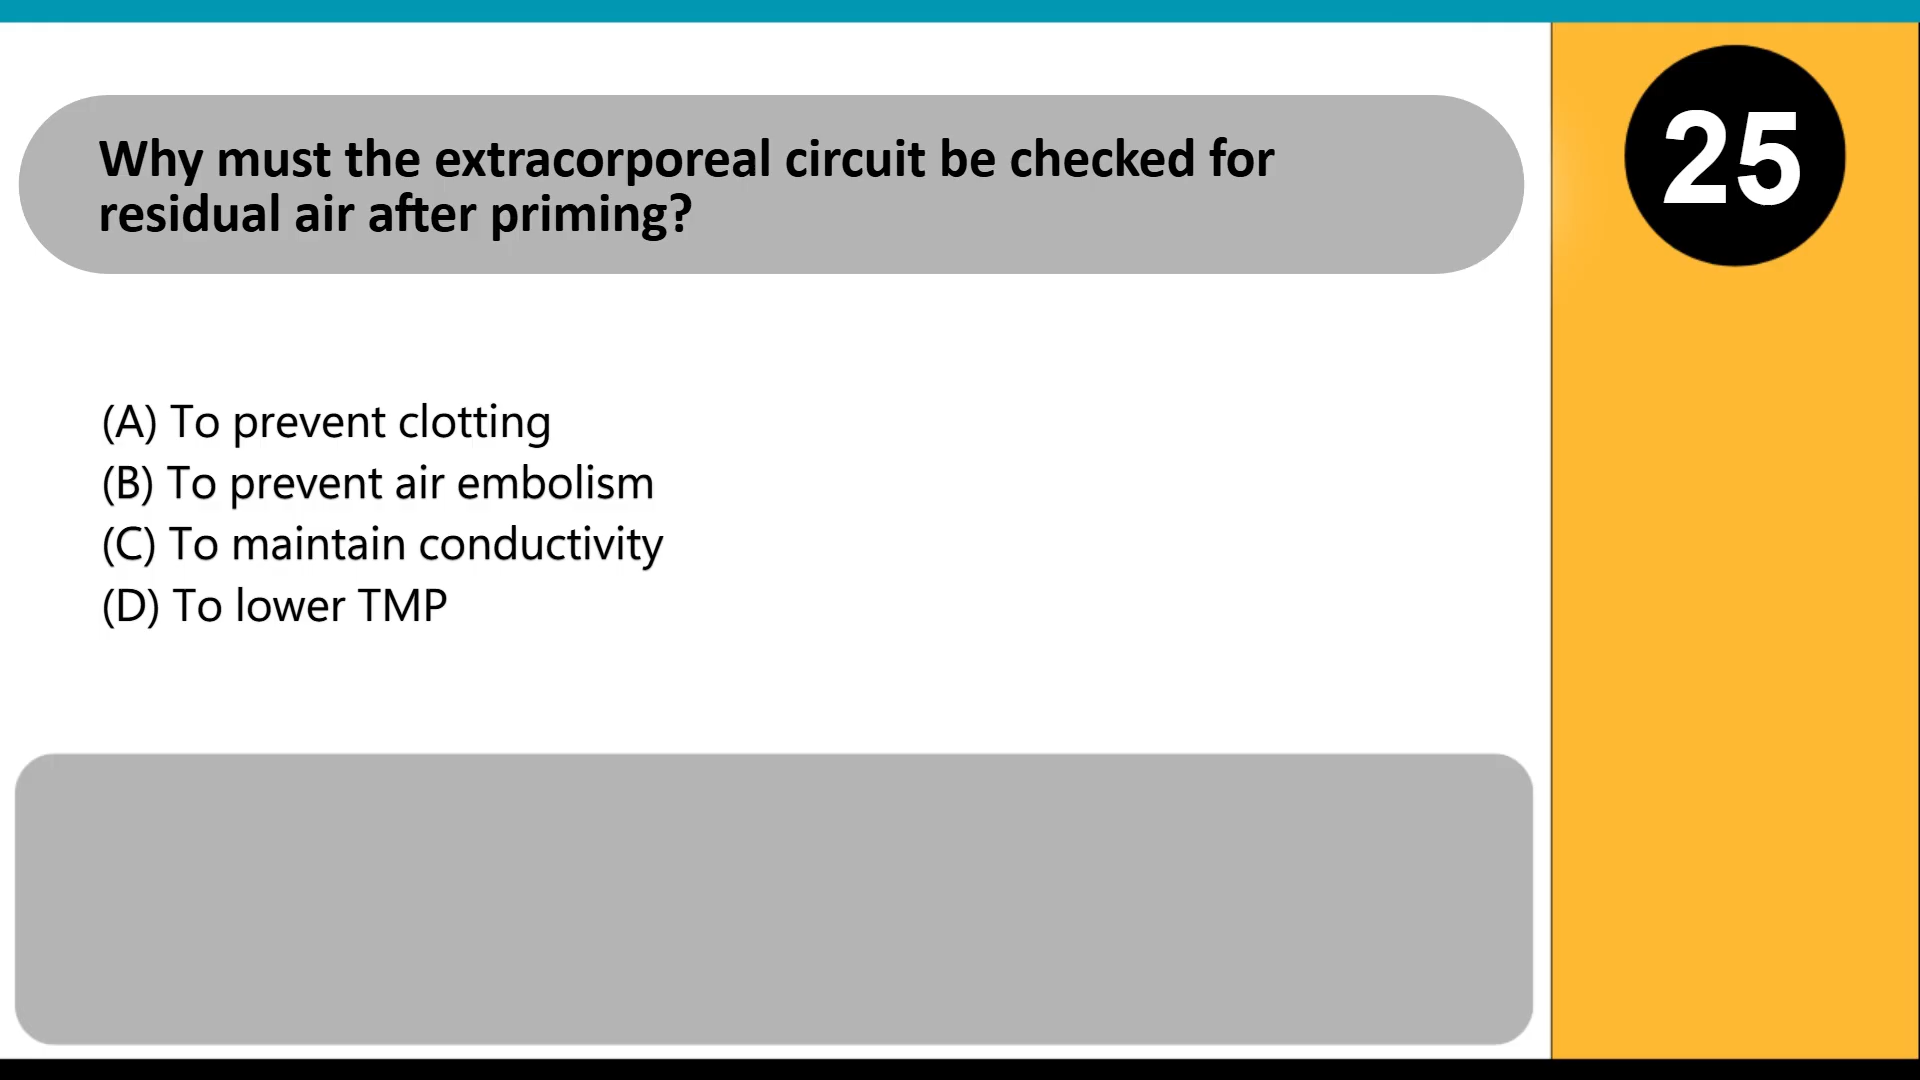 25
Why must the extracorporeal circuit be checked for
residual air after priming?
(A) To prevent clotting
(B) To prevent air embolism
(C) To maintain conductivity
(D) To lower TMP